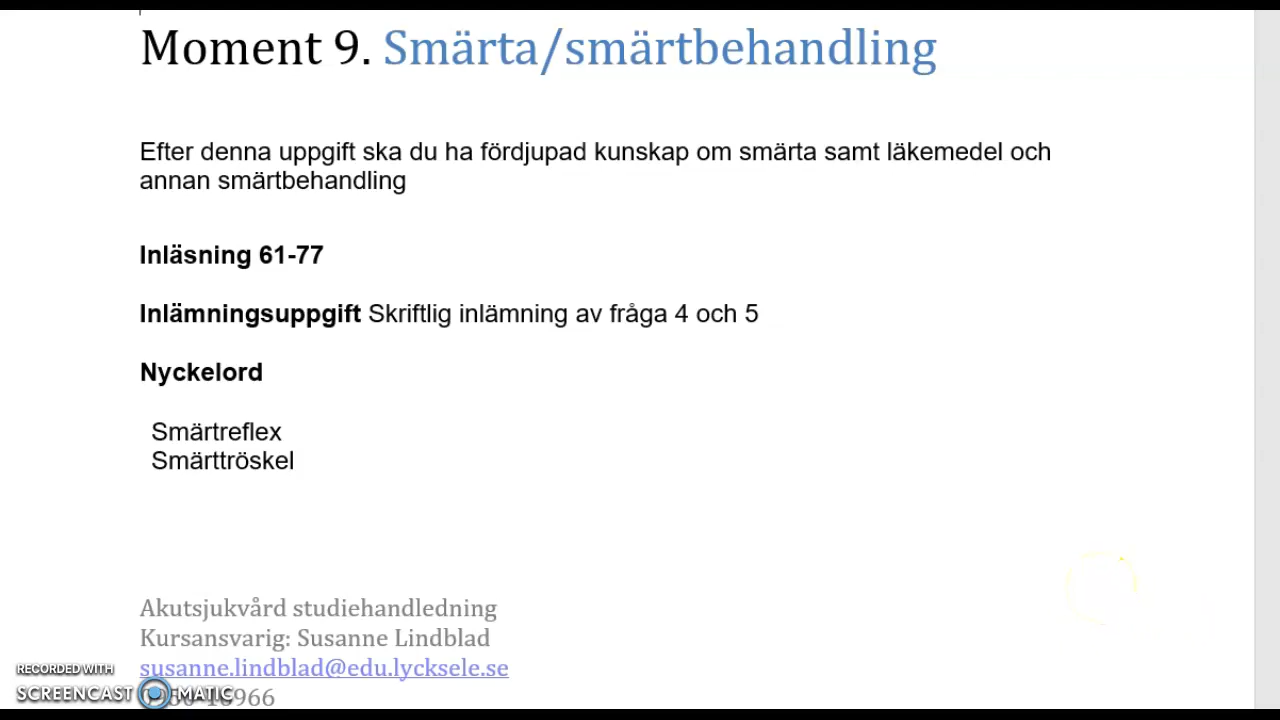 Moment 9. Smärta/smärtbehandling
Efter denna uppgift ska du ha fördjupad kunskap om smärta samt läkemedel och
annan smärtbehandling
Inläsning 61-77
Inlämningsuppgift Skriftlig inlämning av fråga 4 och 5
Nyckelord
Smärtreflex
Smärttröskel
Akutsjukvård studiehandledning
Kursansvarig: Susanne Lindblad
susanne.lindblad@edu.lycksele.se
RECORDED WITH
SCREENCAST MATIC